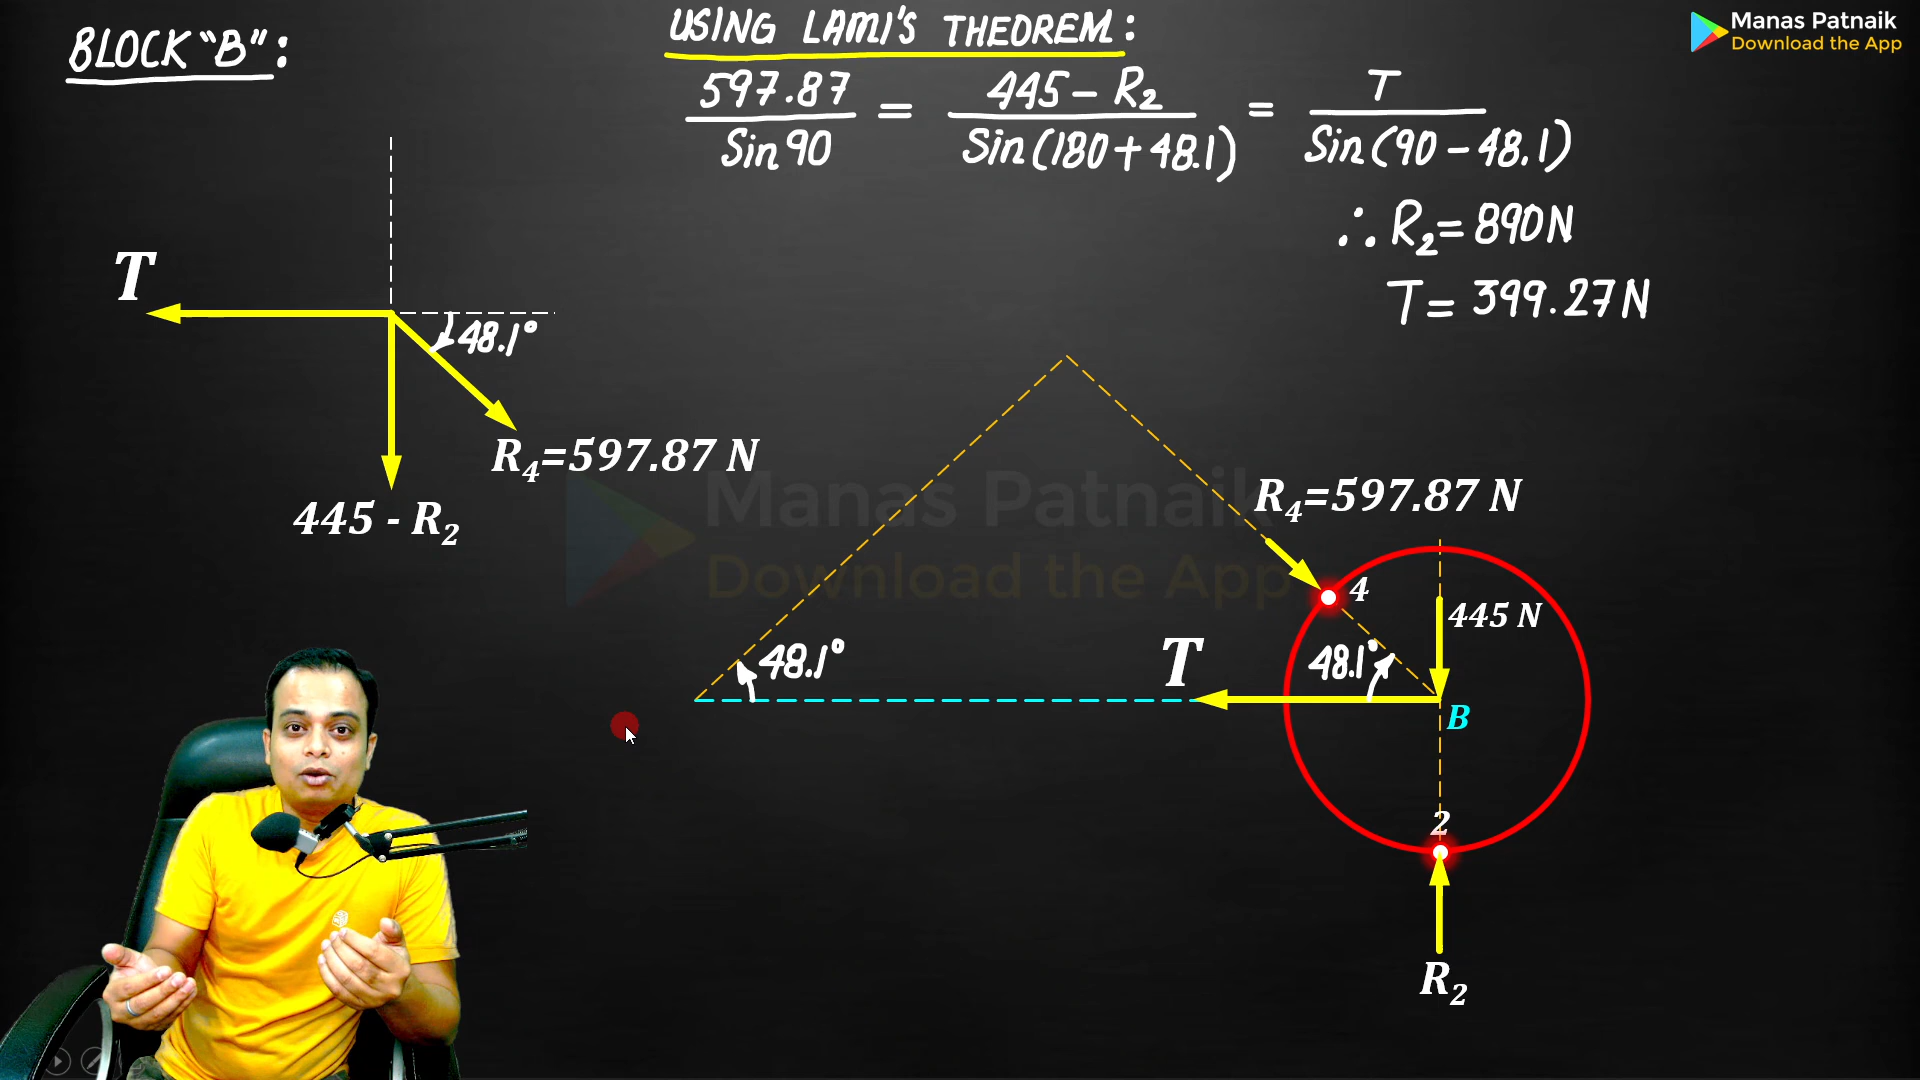 BLOCK "B":
USING LAMI'S THEOREM:
Manas Patnaik
Download the App
597.87 / Sin 90 = 445 - R₂ / Sin(180 + 48.1) = T / Sin(90 - 48.1)
∴ R₂ = 890 N
T = 399.27 N
T
48.1°
R₄=597.87 N
445 - R₂
Manas Patnaik
Download the App
R₄=597.87 N
4
445 N
48.1°
T
48.1°
B
2
R₂